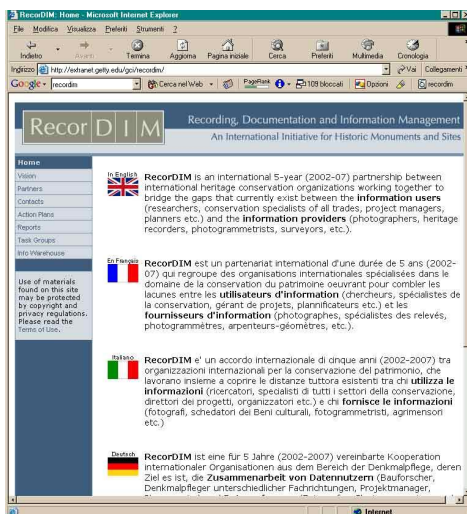 RecorDIM: Home - Microsoft Internet Explorer
File Modifica Visualizza Preferiti Strumenti ?
Indietro Avanti Termina Aggiorna Pagina iniziale Cerca Preferiti Multimedia Cronologia
Indirizzo http://extranet.getty.edu/gci/recordim/ Vai Collegamenti
Google recordim Cerca nel Web PageRank 109 bloccati Opzioni recordim
Recor D I M
Recording, Documentation and Information Management
An International Initiative for Historic Monuments and Sites
Home
Vision
Partners
Contacts
Action Plans
Reports
Task Groups
Info Warehouse
Use of materials
found on this site
may be protected
by copyright and
privacy regulations.
Please read the
Terms of Use.
In English
RecorDIM is an international 5-year (2002-07) partnership between
international heritage conservation organizations working together to
bridge the gaps that currently exist between the information users
(researchers, conservation specialists of all trades, project managers,
planners etc.) and the information providers (photographers, heritage
recorders, photogrammetrists, surveyors, etc.).
En Français
RecorDIM est un partenariat international d'une durée de 5 ans (2002-
07) qui regroupe des organisations internationales spécialisées dans le
domaine de la conservation du patrimoine oeuvrant pour combler les
lacunes entre les utilisateurs d'information (chercheurs, spécialistes de
la conservation, gérant de projets, plannificateurs etc.) et les
fournisseurs d'information (photographes, spécialistes des relevés,
photogrammètres, arpenteurs-géomètres, etc.).
Italiano
RecorDIM e' un accordo internazionale di cinque anni (2002-2007) tra
organizzazioni internazionali per la conservazione del patrimonio, che
lavorano insieme a coprire le distanze tuttora esistenti tra chi utilizza le
informazioni (ricercatori, specialisti di tutti i settori della conservazione,
direttori dei progetti, organizzatori etc.) e chi fornisce le informazioni
(fotografi, schedatori dei Beni culturali, fotogrammetristi, agrimensori
etc.)
Deutsch
RecorDIM ist eine für 5 Jahre (2002-2007) vereinbarte Kooperation
internationaler Organisationen aus dem Bereich der Denkmalpflege, deren
Ziel es ist, die Zusammenarbeit von Datennutzern (Bauforscher,
Denkmalpfleger unterschiedlicher Fachrichtungen, Projektmanager,
Internet